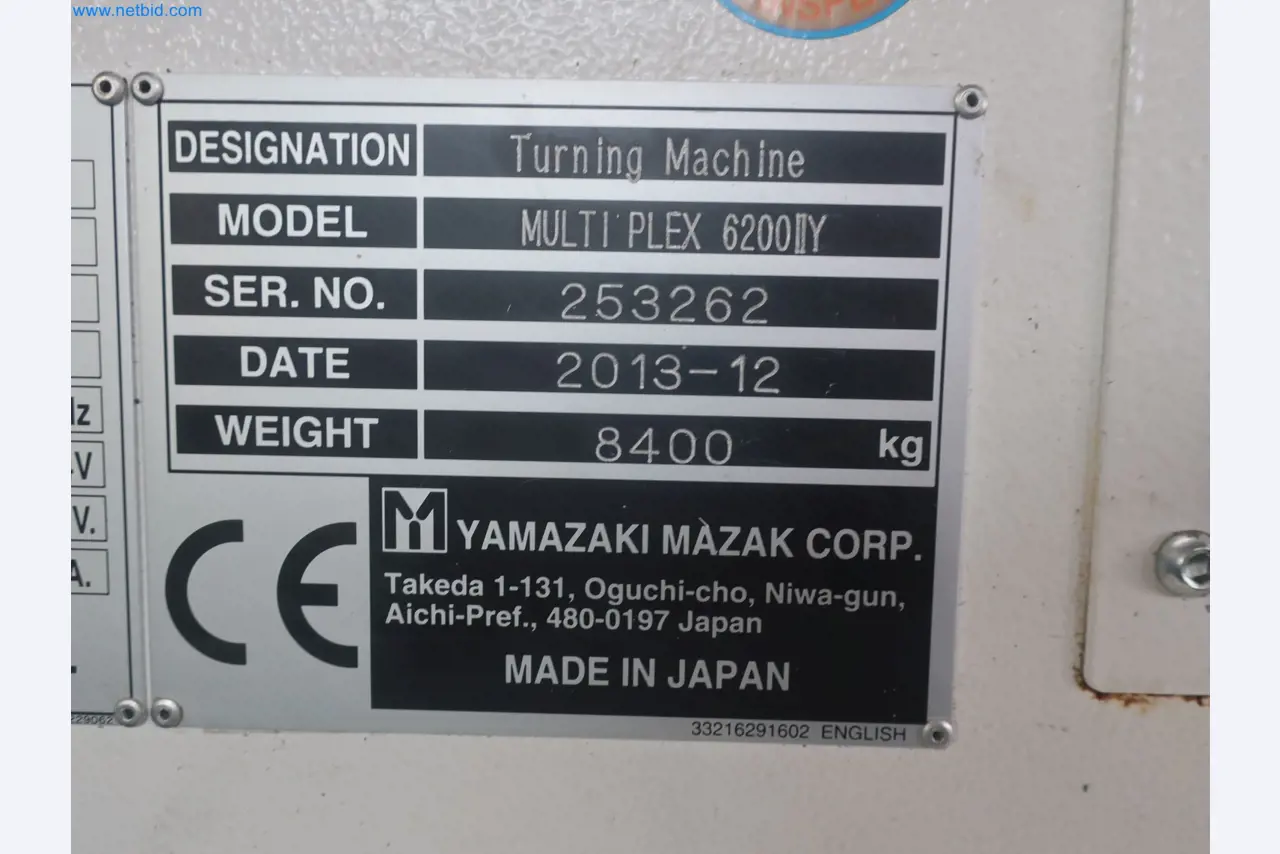 www.netbid.com
DESIGNATION Turning Machine
MODEL MULTI PLEX 6200ⅡY
SER. NO. 253262
DATE 2013-12
WEIGHT 8400 kg
YAMAZAKI MAZAK CORP.
Takeda 1-131, Oguchi-cho, Niwa-gun,
Aichi-Pref., 480-0197 Japan
MADE IN JAPAN
CE
33216291602 ENGLISH